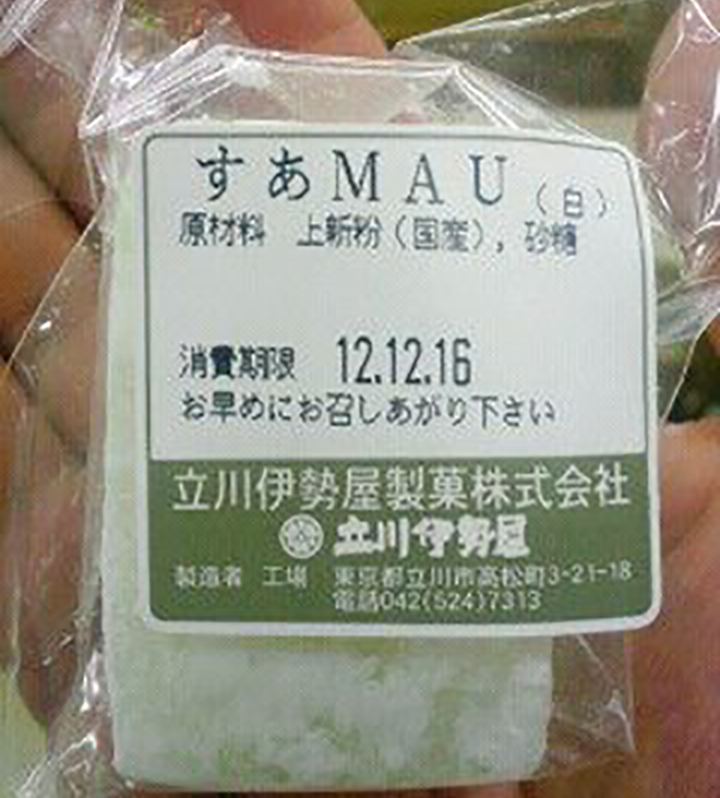 すあMAU（白）
原材料　上新粉（国産），砂糖
消費期限　12.12.16
お早めにお召しあがり下さい
立川伊勢屋製菓株式会社
立川伊勢屋
製造者　工場　東京都立川市高松町3-21-18
電話042(524)7313